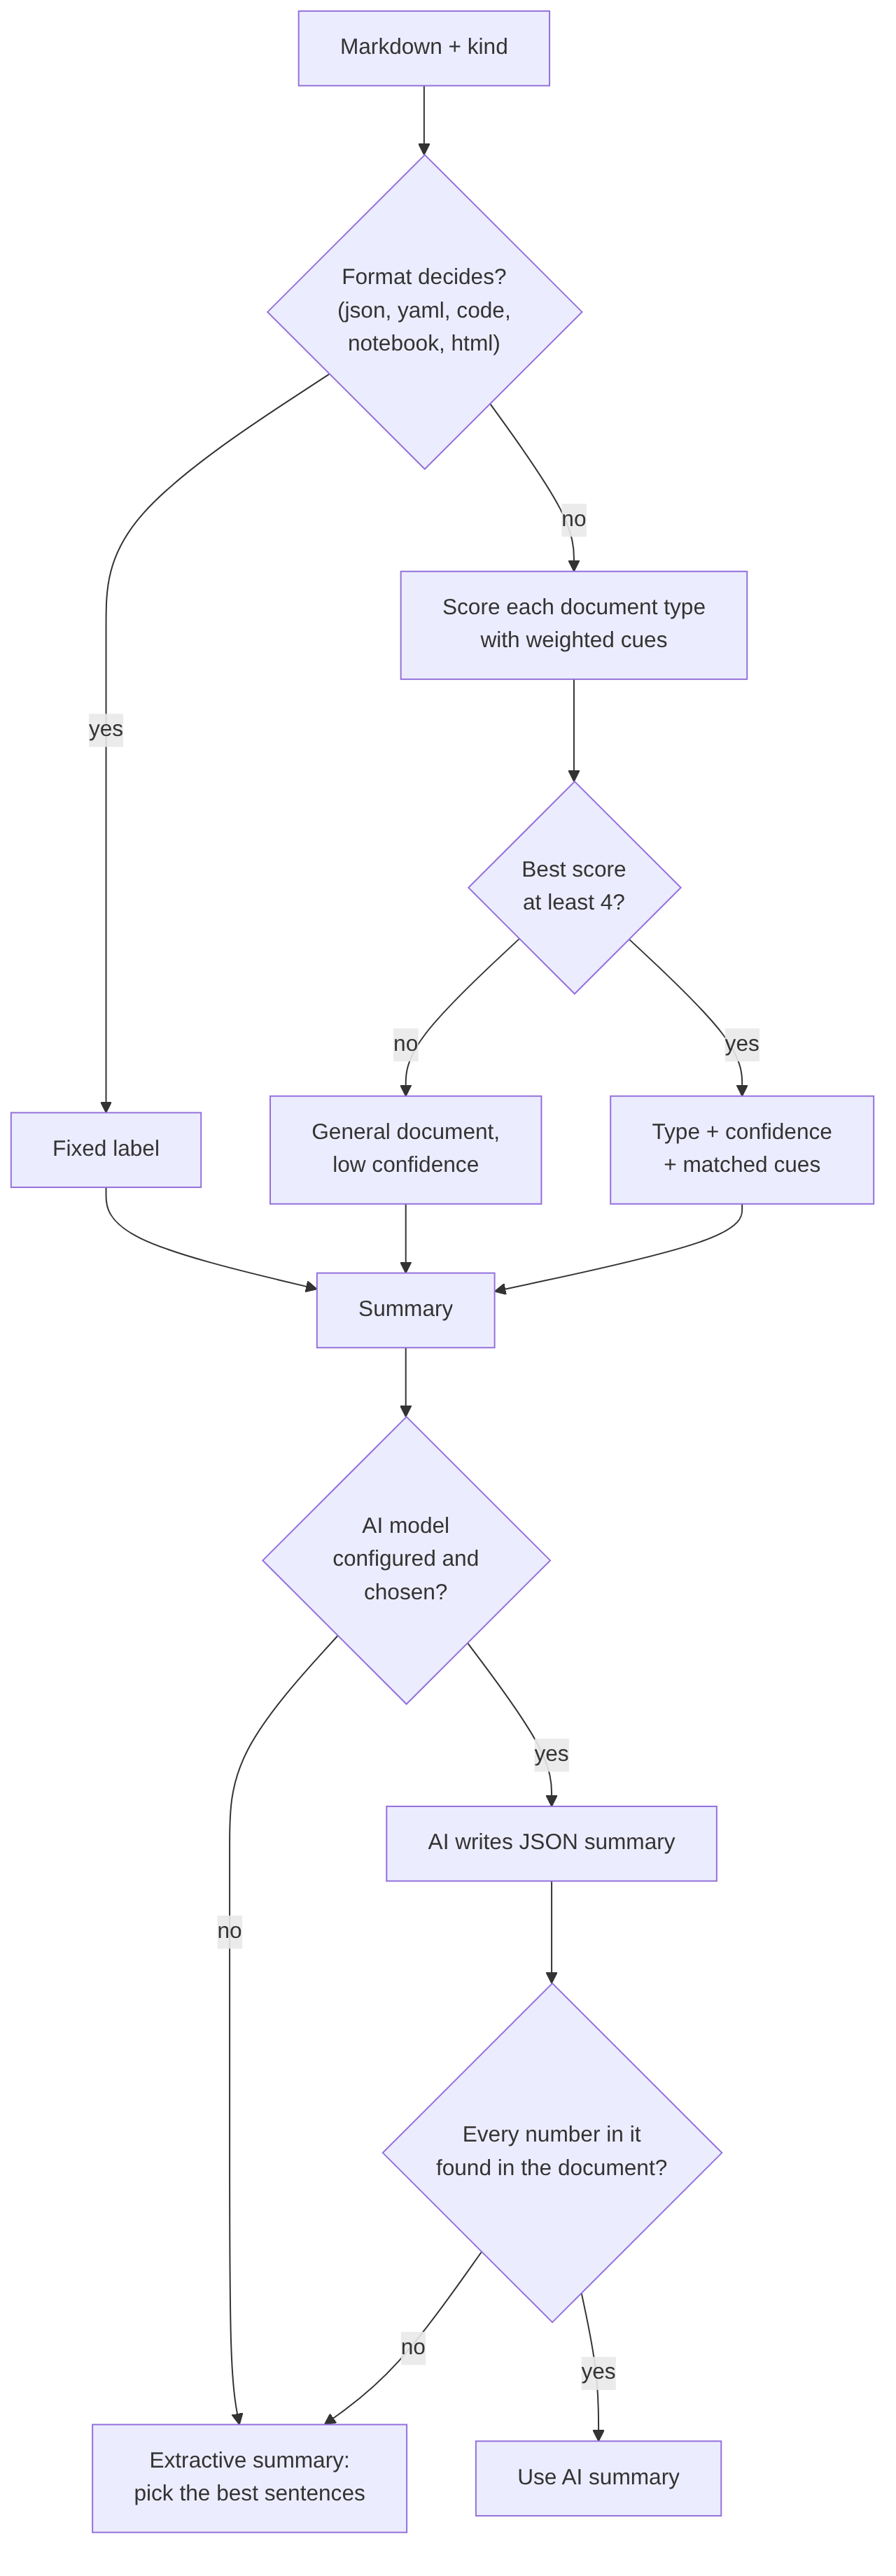 Markdown + kind
Format decides?
(json, yaml, code,
notebook, html)
no
Score each document type
with weighted cues
yes
Best score
at least 4?
no
yes
General document,
low confidence
Type + confidence
+ matched cues
Fixed label
Summary
AI model
configured and
chosen?
yes
AI writes JSON summary
no
Every number in it
found in the document?
no
yes
Extractive summary:
pick the best sentences
Use AI summary